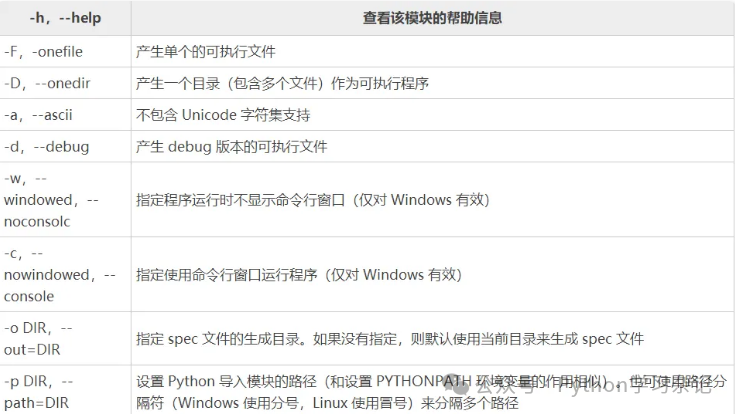 -h，--help
查看该模块的帮助信息
-F，-onefile
产生单个的可执行文件
-D，--onedir
产生一个目录（包含多个文件）作为可执行程序
-a，--ascii
不包含 Unicode 字符集支持
-d，--debug
产生 debug 版本的可执行文件
-w，--
windowed，--
noconsolc
指定程序运行时不显示命令行窗口（仅对 Windows 有效）
-c，--
nowindowed，--
console
指定使用命令行窗口运行程序（仅对 Windows 有效）
-o DIR，--
out=DIR
指定 spec 文件的生成目录。如果没有指定，则默认使用当前目录来生成 spec 文件
-p DIR，--
path=DIR
设置 Python 导入模块的路径（和设置 PYTHONPATH 环境变量的作用相似）。也可使用路径分
隔符（Windows 使用分号，Linux 使用冒号）来分隔多个路径
公众号 · Python学习杂记